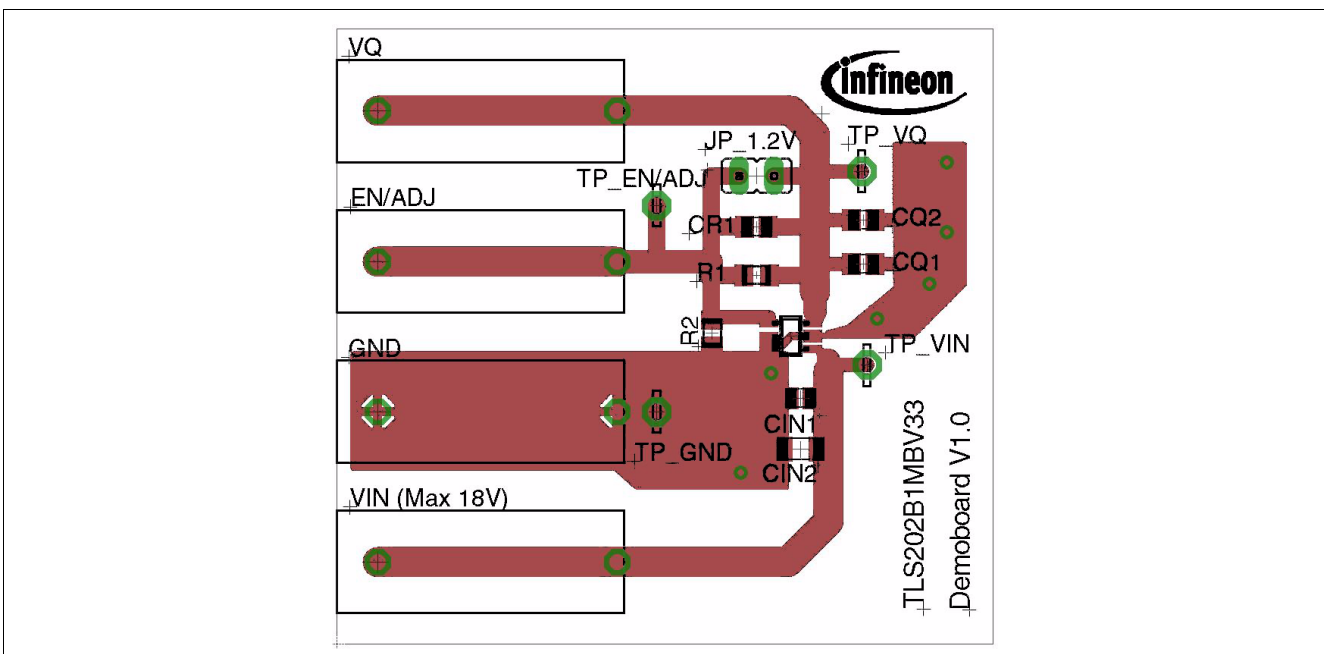 VQ
infineon
JP_1.2V
TP_VQ
TP_EN/ADJ
EN/ADJ
CR1
CQ2
R1
CQ1
R2
GND
TP_VIN
CIN1
TP_GND
CIN2
VIN (Max 18V)
TLS202B1MBV33
Demoboard V1.0